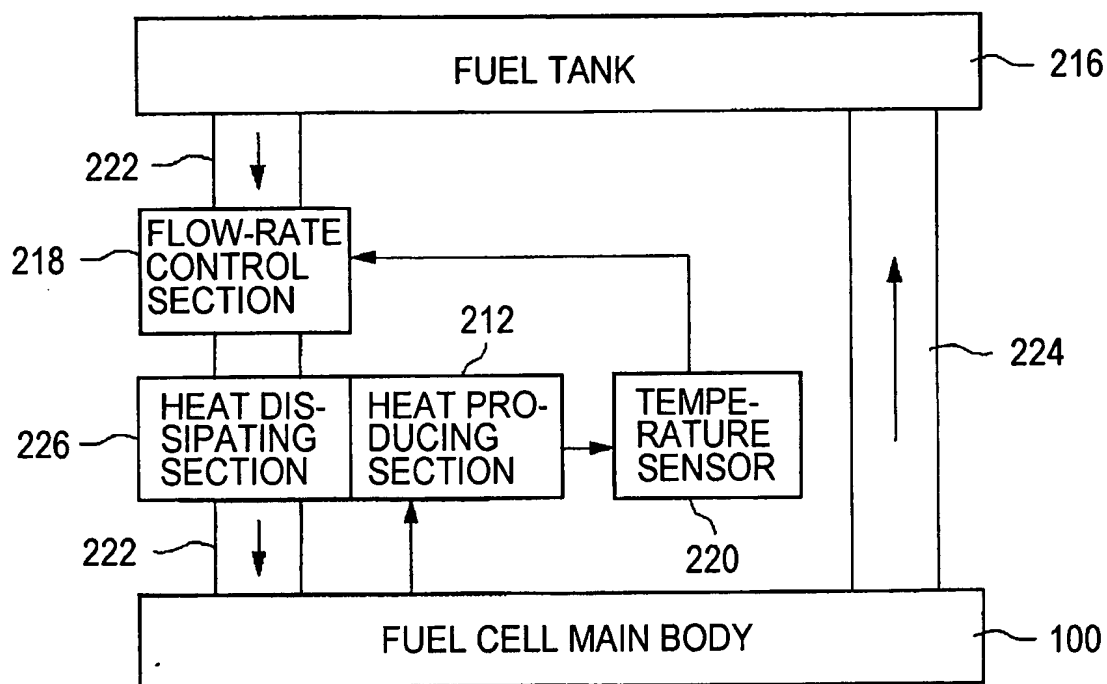 FUEL TANK
216
222
FLOW-RATE
CONTROL
SECTION
218
212
224
HEAT DIS-
SIPATING
SECTION
226
HEAT PRO-
DUCING
SECTION
TEMPE-
RATURE
SENSOR
222
220
FUEL CELL MAIN BODY
100